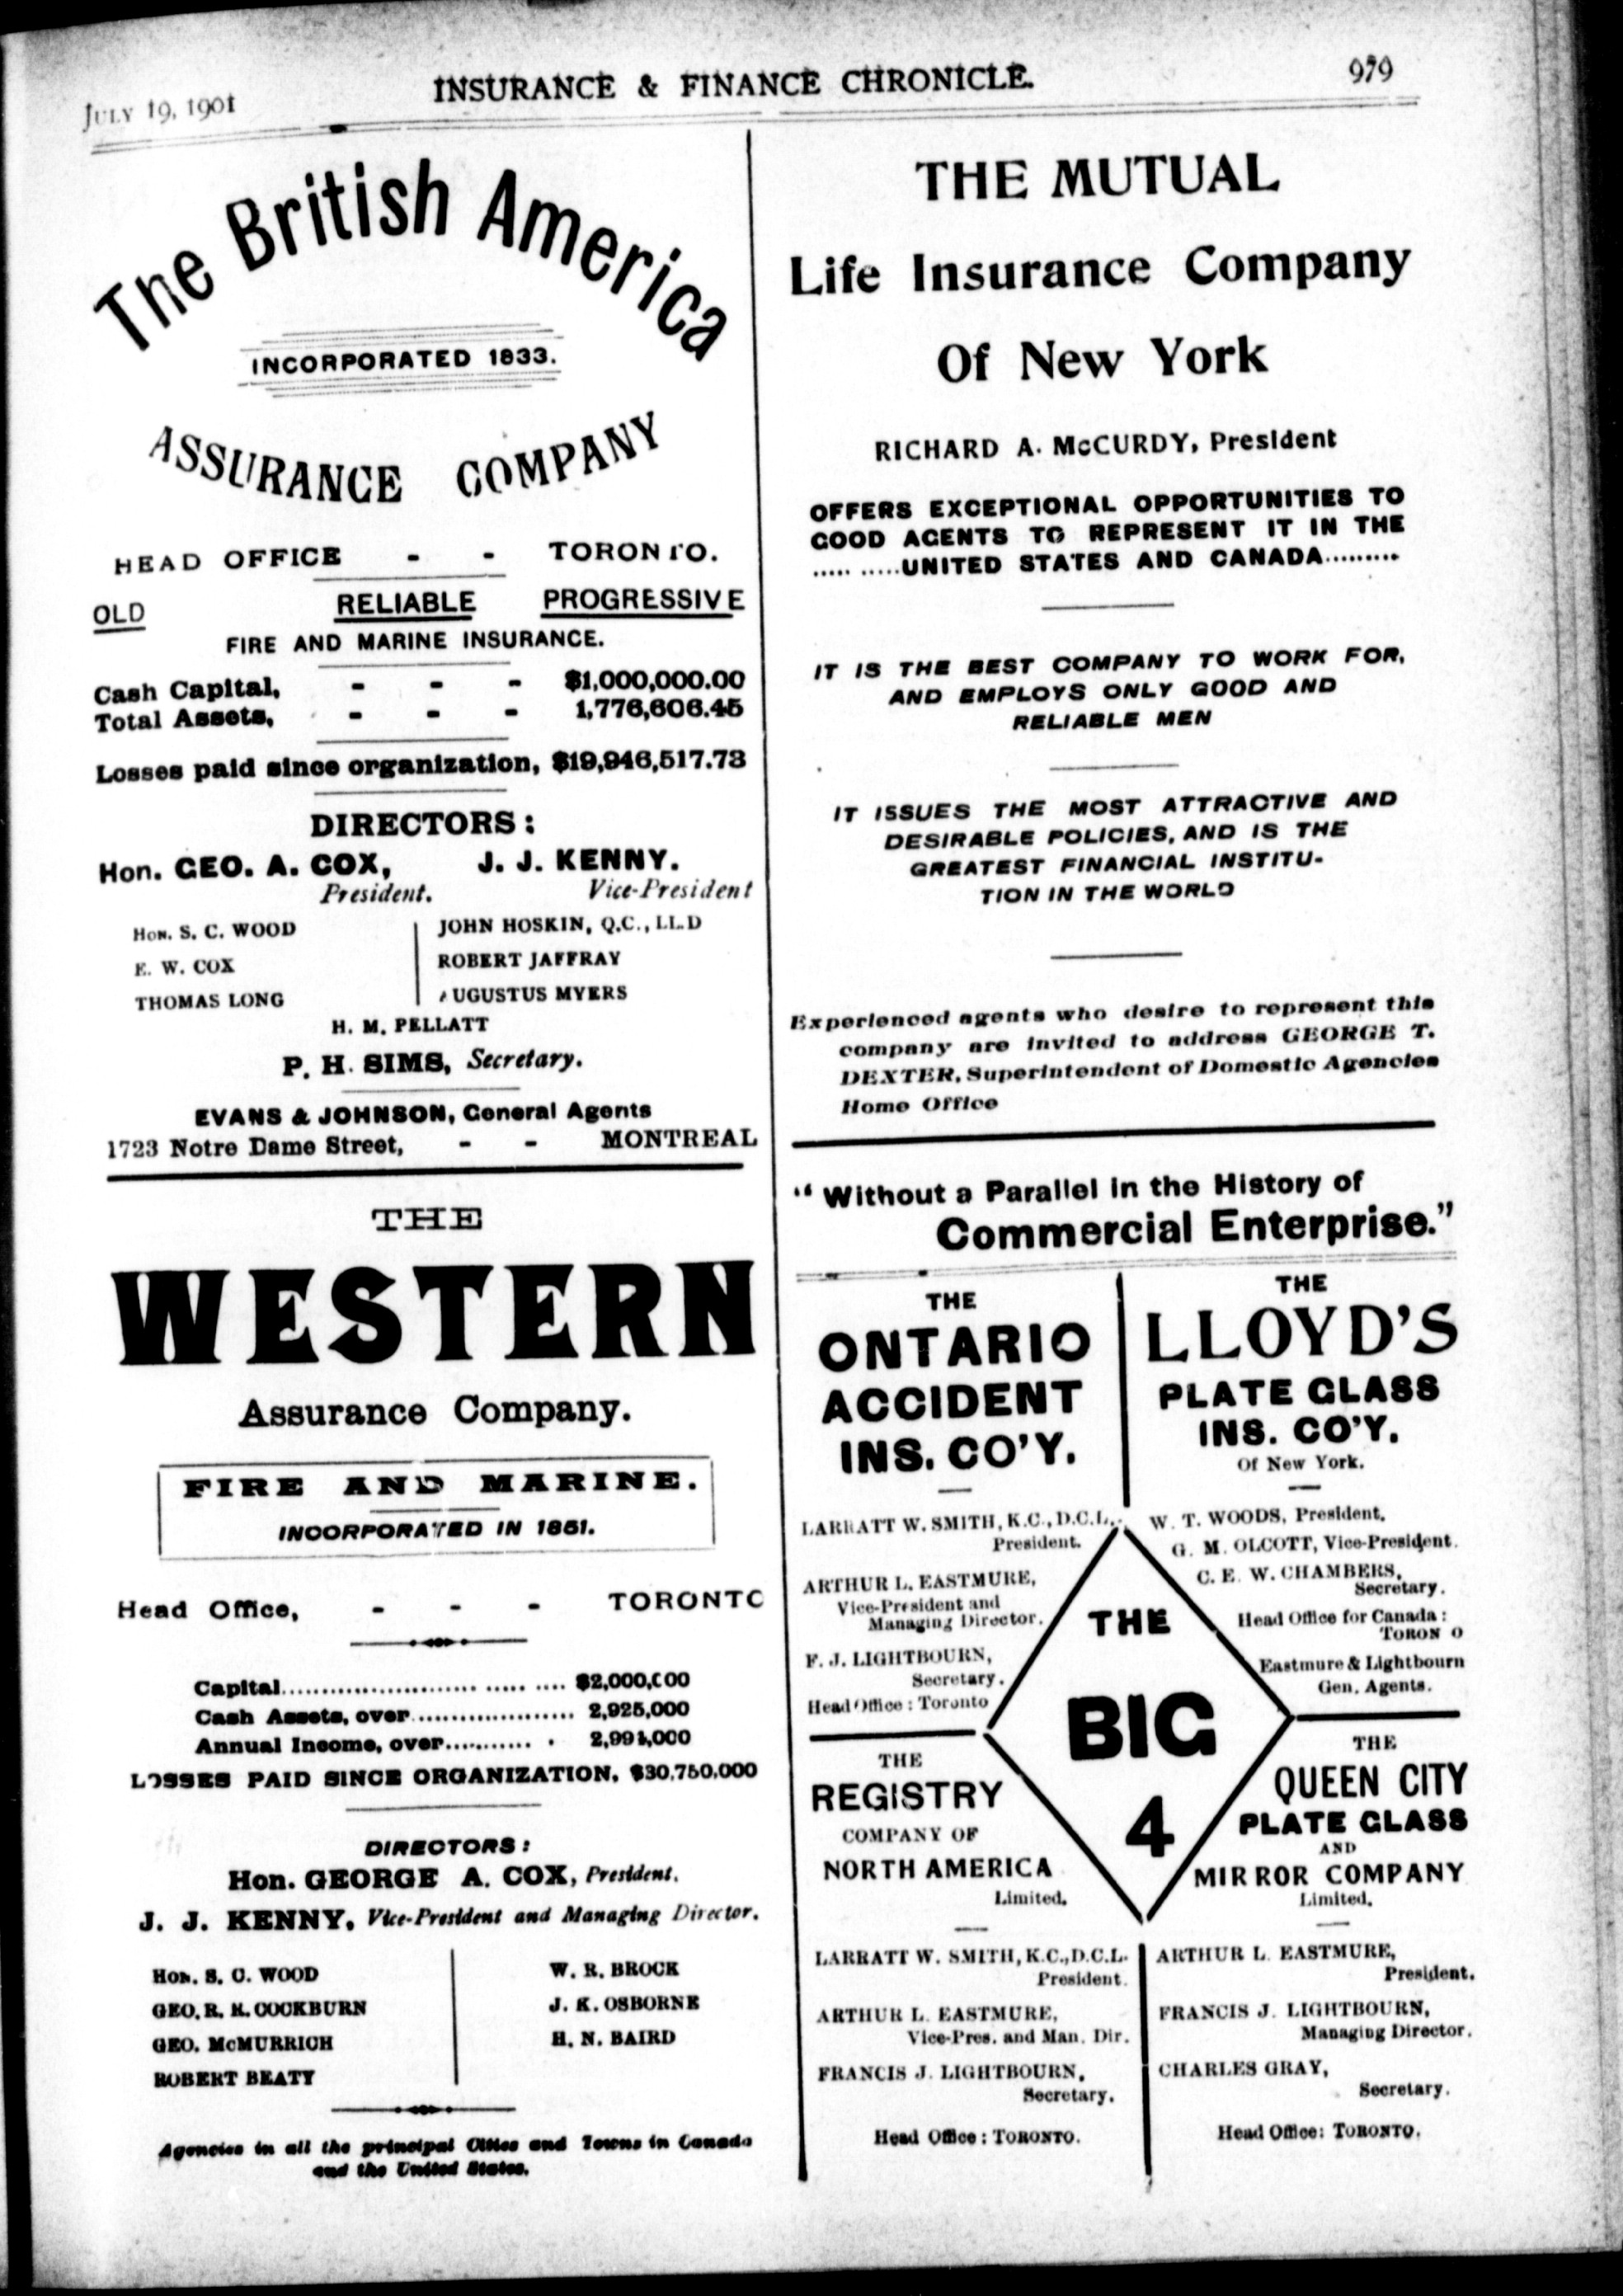 JULY 19, 1901
INSURANCE & FINANCE CHRONICLE.
979
The British America
INCORPORATED 1833.
ASSURANCE COMPANY
HEAD OFFICE - - TORONTO.
OLD RELIABLE PROGRESSIVE
FIRE AND MARINE INSURANCE.
Cash Capital, - - - $1,000,000.00
Total Assets, - - - 1,776,606.45
Losses paid since organization, $19,946,517.73
DIRECTORS:
Hon. GEO. A. COX, J. J. KENNY.
President. Vice-President
HON. S. C. WOOD JOHN HOSKIN, Q.C., LL.D
E. W. COX ROBERT JAFFRAY
THOMAS LONG AUGUSTUS MYERS
H. M. PELLATT
P. H. SIMS, Secretary.
EVANS & JOHNSON, General Agents
1723 Notre Dame Street, - - MONTREAL
THE
WESTERN
Assurance Company.
FIRE AND MARINE.
INCORPORATED IN 1851.
Head Office, - - - TORONTO
Capital.................................. $2,000,000
Cash Assets, over.................... 2,925,000
Annual Income, over............ .
LOSSES PAID SINCE ORGANIZATION, $30,750,000
DIRECTORS:
Hon. GEORGE A. COX, President.
J. J. KENNY, Vice-President and Managing Director.
HON. S. C. WOOD W. R. BROCK
GEO. R. R. COCKBURN J. K. OSBORNE
GEO. McMURRICH H. N. BAIRD
ROBERT BEATY
Agencies in all the principal Cities and Towns in Canada
and the United States.
THE MUTUAL
Life Insurance Company
Of New York
RICHARD A. McCURDY, President
OFFERS EXCEPTIONAL OPPORTUNITIES TO
GOOD AGENTS TO REPRESENT IT IN THE
..... .....UNITED STATES AND CANADA.........
IT IS THE BEST COMPANY TO WORK FOR,
AND EMPLOYS ONLY GOOD AND
RELIABLE MEN
IT ISSUES THE MOST ATTRACTIVE AND
DESIRABLE POLICIES, AND IS THE
GREATEST FINANCIAL INSTITU-
TION IN THE WORLD
Experienced agents who desire to represent this
company are invited to address GEORGE T.
DEXTER, Superintendent of Domestic Agencies
Home Office
"Without a Parallel in the History of
Commercial Enterprise."
THE
ONTARIO
ACCIDENT
INS. CO'Y.
LARRATT W. SMITH, K.C., D.C.L.,
President.
ARTHUR L. EASTMURE,
Vice-President and
Managing Director.
F. J. LIGHTBOURN,
Secretary.
Head Office: Toronto
THE
LLOYD'S
PLATE GLASS
INS. CO'Y.
Of New York.
W. T. WOODS, President.
G. M. OLCOTT, Vice-President.
C. E. W. CHAMBERS,
Secretary.
Head Office for Canada:
TORON O
Eastmure & Lightbourn
Gen. Agents.
THE
BIG
4
THE
REGISTRY
COMPANY OF
NORTH AMERICA
Limited.
LARRATT W. SMITH, K.C., D.C.L.
President.
ARTHUR L. EASTMURE,
Vice-Pres. and Man. Dir.
FRANCIS J. LIGHTBOURN,
Secretary.
Head Office: TORONTO.
THE
QUEEN CITY
PLATE GLASS
AND
MIRROR COMPANY
Limited.
ARTHUR L. EASTMURE,
President.
FRANCIS J. LIGHTBOURN,
Managing Director.
CHARLES GRAY,
Secretary.
Head Office: TORONTO.